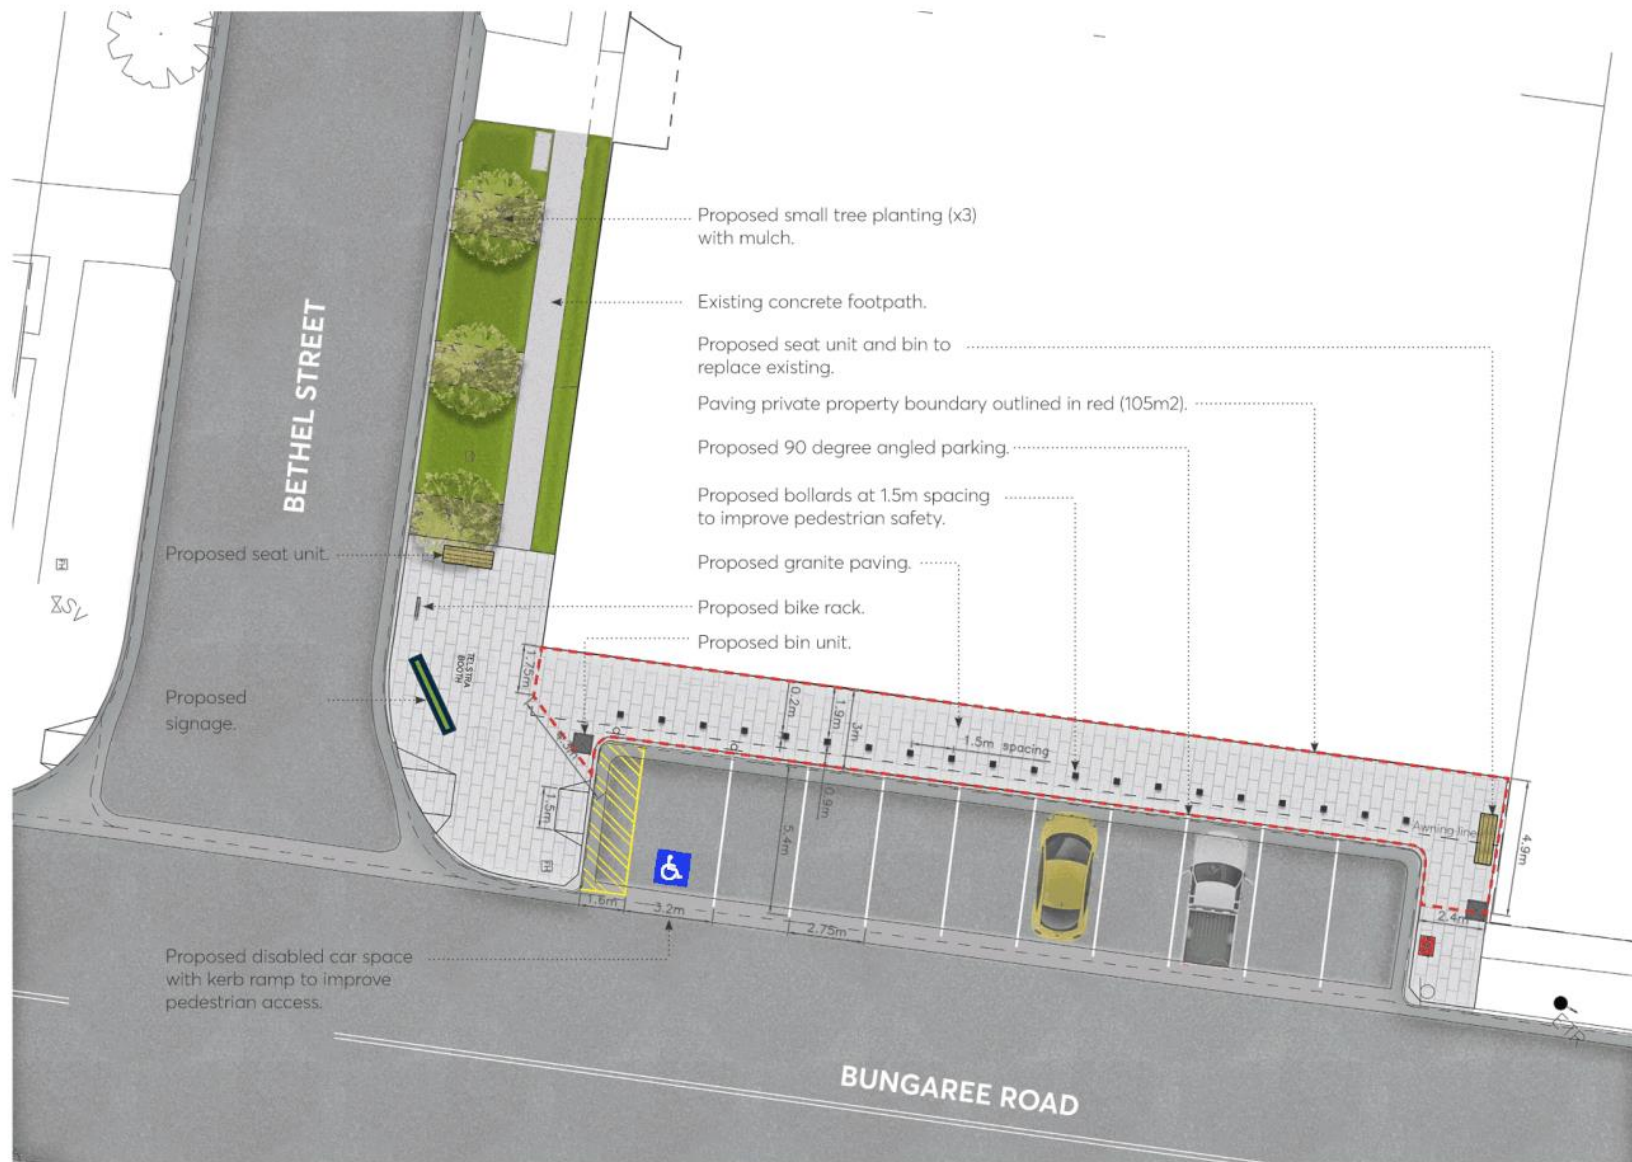 Proposed small tree planting (x3)
with mulch.
Existing concrete footpath.
Proposed seat unit and bin to
replace existing.
Paving private property boundary outlined in red (105m2).
Proposed 90 degree angled parking.
Proposed bollards at 1.5m spacing
to improve pedestrian safety.
Proposed granite paving.
Proposed bike rack.
Proposed bin unit.
BETHEL STREET
Proposed seat unit.
Proposed
signage.
TELSTRA
BOOTH
1.75m
0.2m
1.9m
3m
1.5m spacing
0.9m
5.4m
1.5m
Awning line
4.9m
2.4m
1.6m
3.2m
2.75m
Proposed disabled car space
with kerb ramp to improve
pedestrian access.
SV
BUNGAREE ROAD